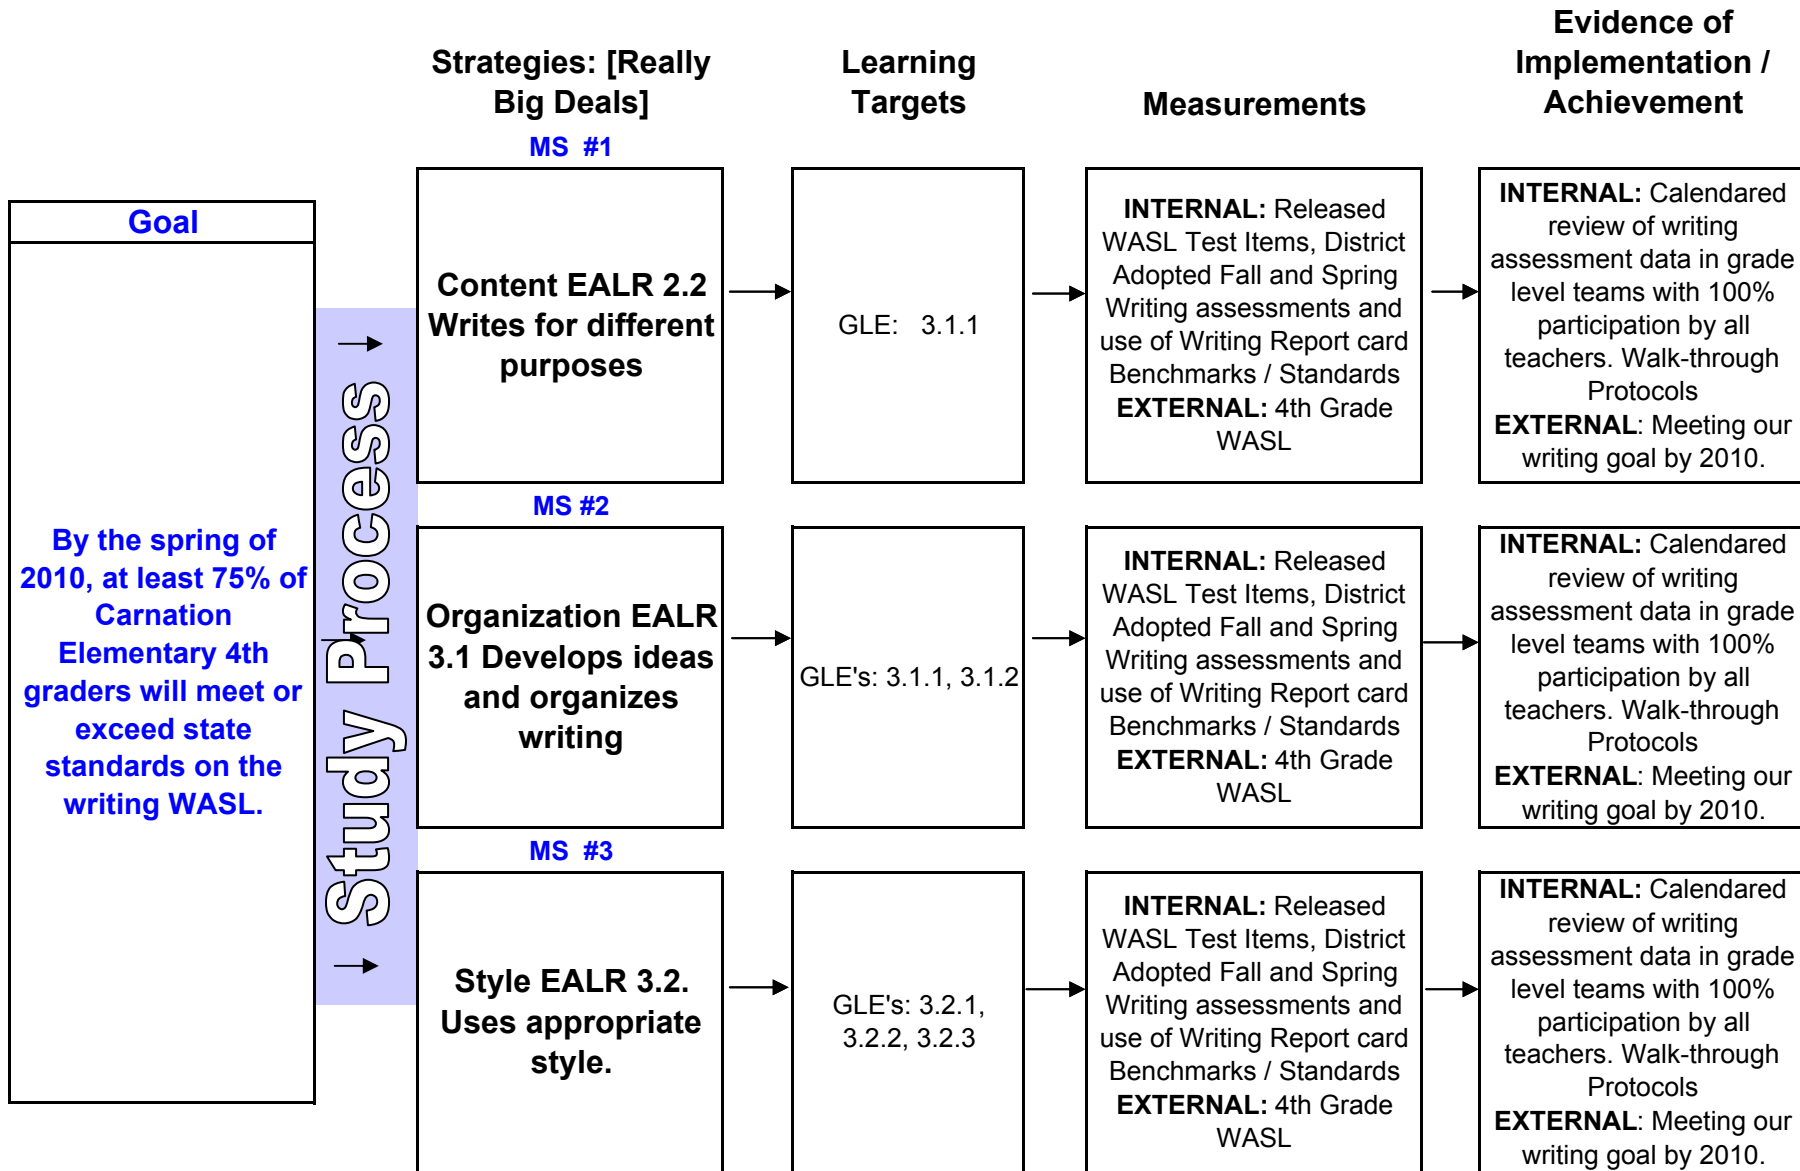 Strategies: [Really
Big Deals]
Learning
Targets
Measurements
Evidence of
Implementation /
Achievement
Goal
By the spring of
2010, at least 75% of
Carnation
Elementary 4th
graders will meet or
exceed state
standards on the
writing WASL.
Study Process
MS #1
Content EALR 2.2
Writes for different
purposes
GLE: 3.1.1
INTERNAL: Released
WASL Test Items, District
Adopted Fall and Spring
Writing assessments and
use of Writing Report card
Benchmarks / Standards
EXTERNAL: 4th Grade
WASL
INTERNAL: Calendared
review of writing
assessment data in grade
level teams with 100%
participation by all
teachers. Walk-through
Protocols
EXTERNAL: Meeting our
writing goal by 2010.
MS #2
Organization EALR
3.1 Develops ideas
and organizes
writing
GLE's: 3.1.1, 3.1.2
INTERNAL: Released
WASL Test Items, District
Adopted Fall and Spring
Writing assessments and
use of Writing Report card
Benchmarks / Standards
EXTERNAL: 4th Grade
WASL
INTERNAL: Calendared
review of writing
assessment data in grade
level teams with 100%
participation by all
teachers. Walk-through
Protocols
EXTERNAL: Meeting our
writing goal by 2010.
MS #3
Style EALR 3.2.
Uses appropriate
style.
GLE's: 3.2.1,
3.2.2, 3.2.3
INTERNAL: Released
WASL Test Items, District
Adopted Fall and Spring
Writing assessments and
use of Writing Report card
Benchmarks / Standards
EXTERNAL: 4th Grade
WASL
INTERNAL: Calendared
review of writing
assessment data in grade
level teams with 100%
participation by all
teachers. Walk-through
Protocols
EXTERNAL: Meeting our
writing goal by 2010.